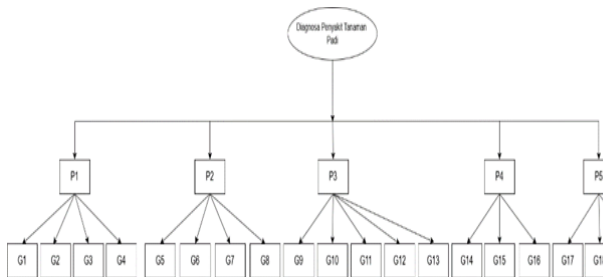 Diagnosa Penyakit Tanaman
Padi
P1 P2 P3 P4 P5
G1 G2 G3 G4 G5 G6 G7 G8 G9 G10 G11 G12 G13 G14 G15 G16 G17